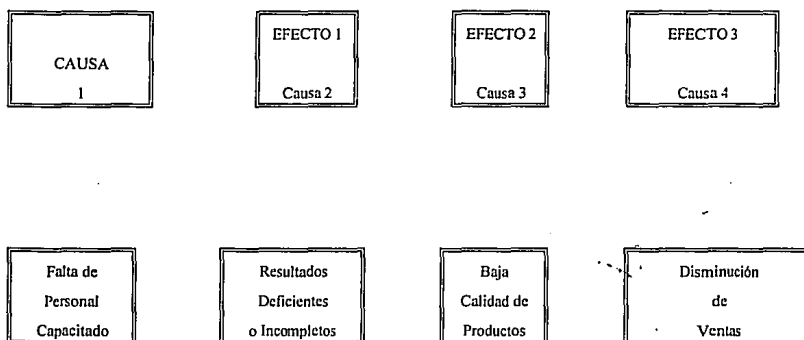 CAUSA
1
EFECTO 1
Causa 2
EFECTO 2
Causa 3
EFECTO 3
Causa 4
Falta de
Personal
Capacitado
Resultados
Deficientes
o Incompletos
Baja
Calidad de
Productos
Disminución
de
Ventas